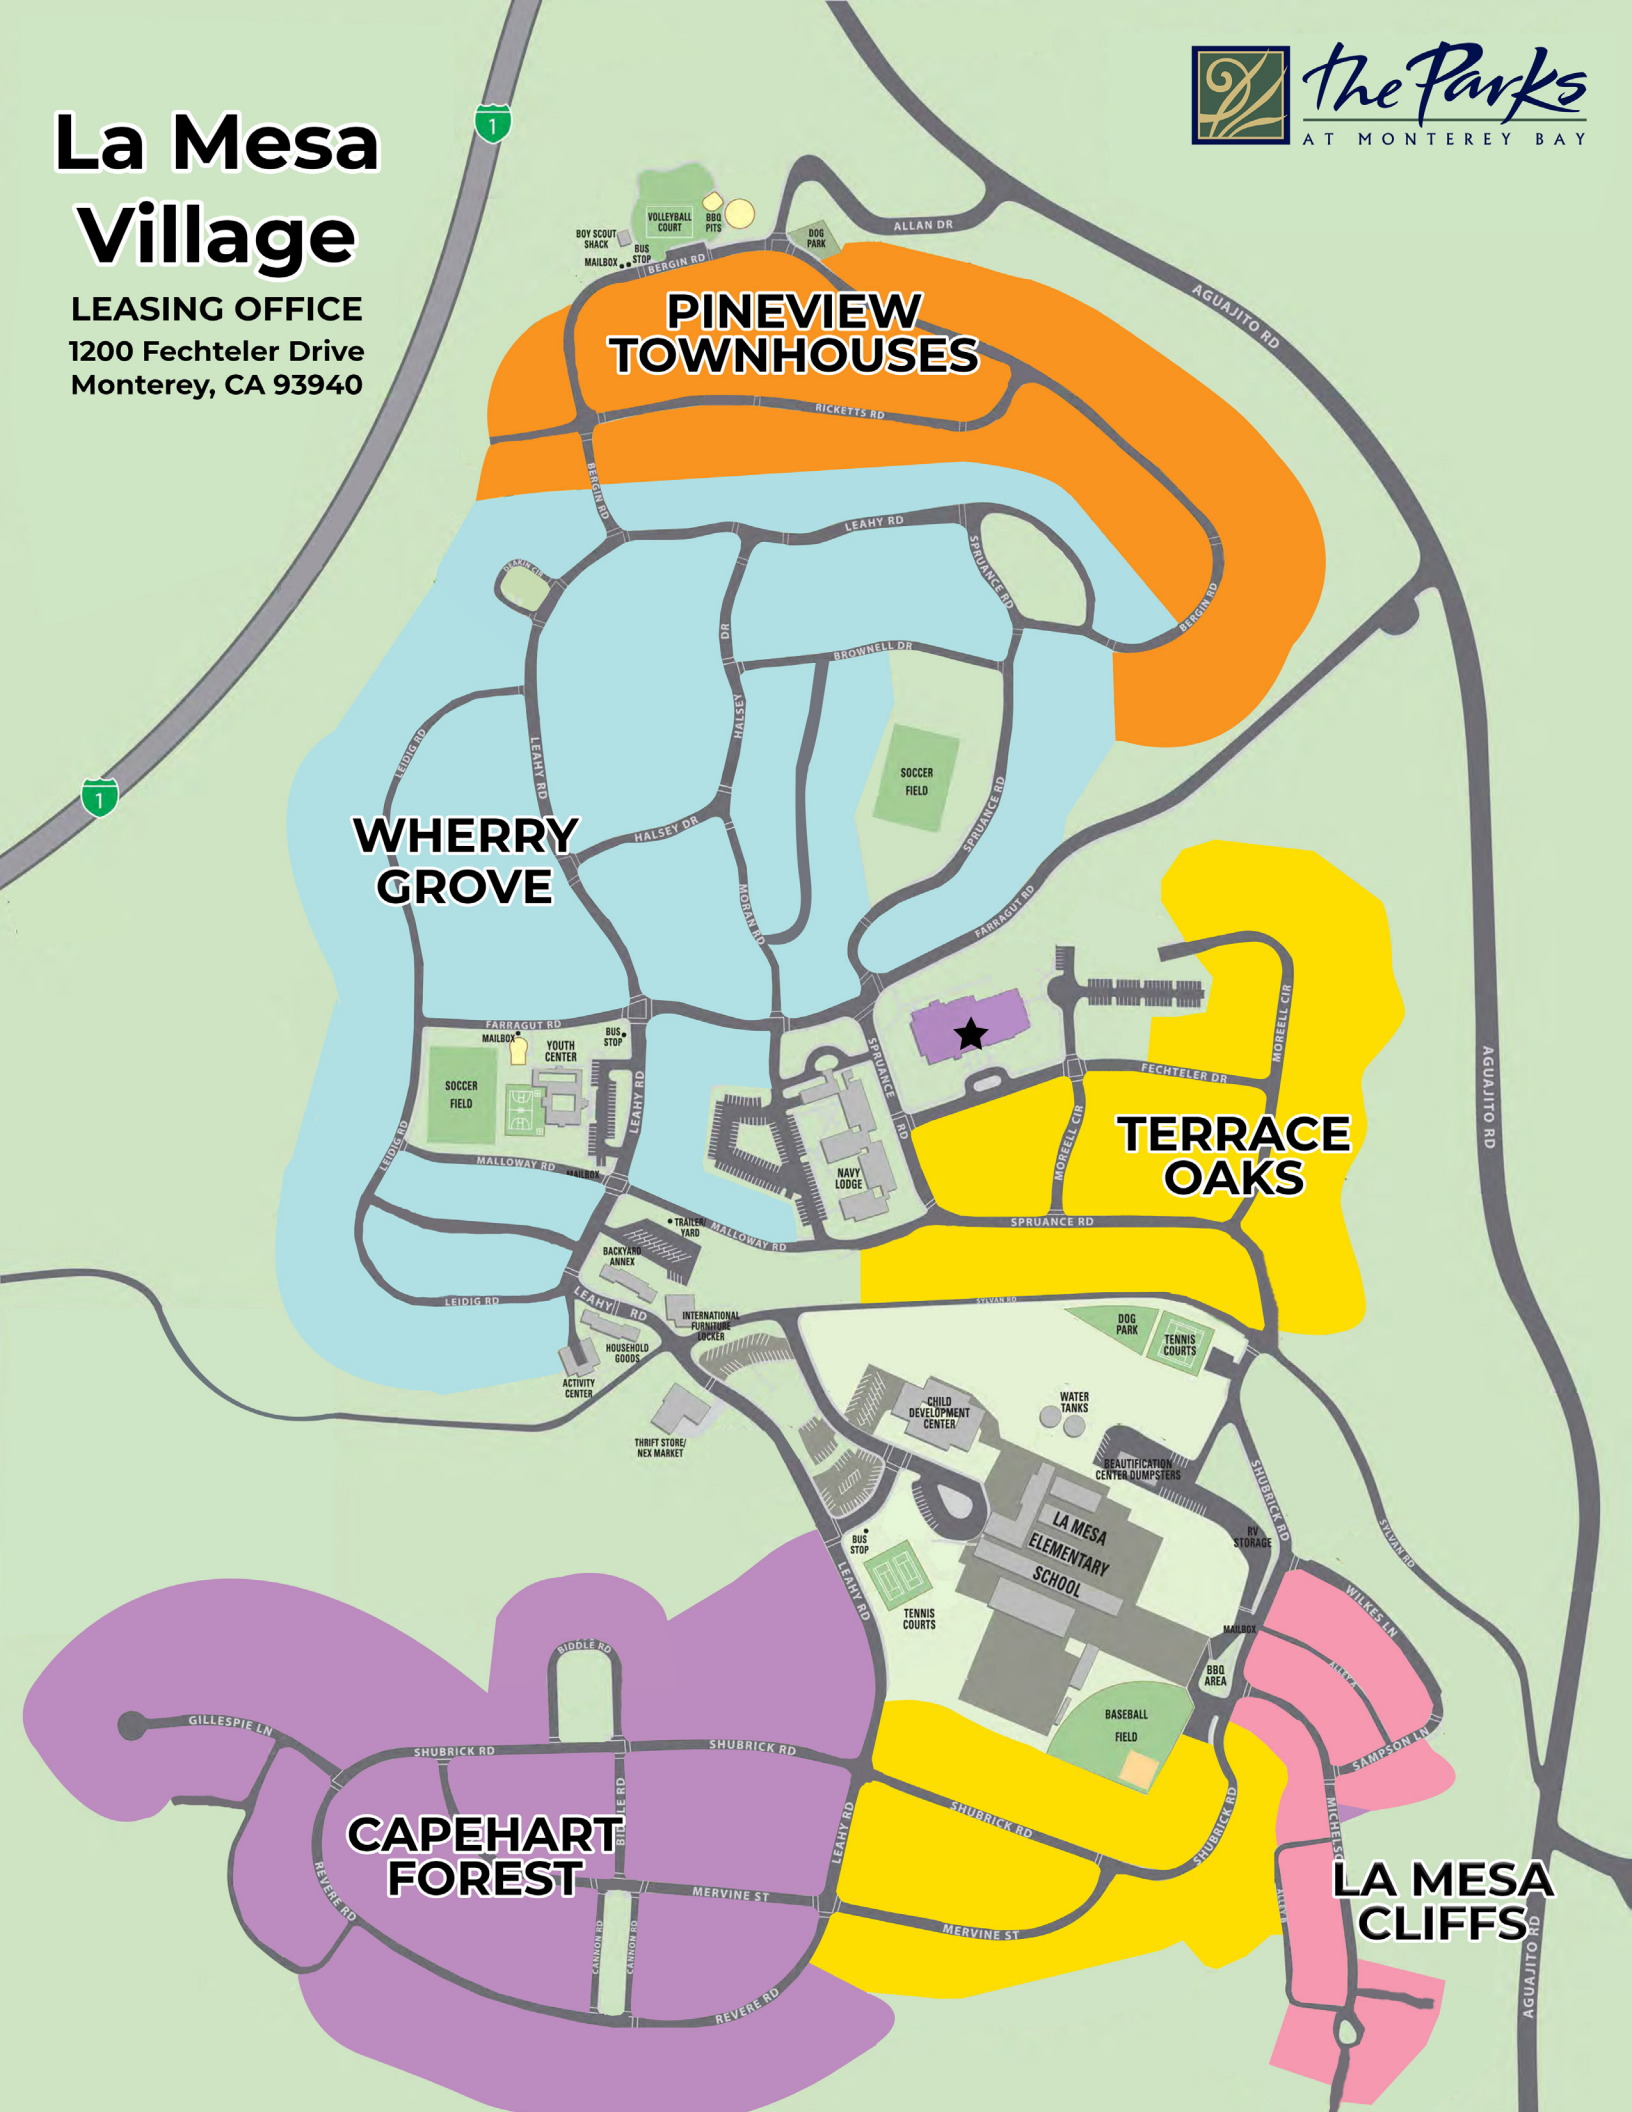 La Mesa
Village
LEASING OFFICE
1200 Fechteler Drive
Monterey, CA 93940
The Parks
AT MONTEREY BAY
1
1
ALLAN DR
AGUAJITO RD
VOLLEYBALL
COURT
BBQ
PITS
BOY SCOUT
SHACK
BUS
STOP
MAILBOX
DOG
PARK
BERGIN RD
PINEVIEW
TOWNHOUSES
RICKETTS RD
BERGIN RD
BERGIN RD
LEAHY RD
SPRUANCE RD
DEAKIN CIR
HALSEY
DR
BROWNELL DR
LEIDIG RD
LEAHY RD
SOCCER
FIELD
SPRUANCE RD
HALSEY DR
WHERRY
GROVE
MORAN RD
FARRAGUT RD
FARRAGUT RD
MAILBOX
BUS
STOP
YOUTH
CENTER
SOCCER
FIELD
LEAHY RD
LEIDIG RD
MALLOWAY RD
MAILBOX
SPRUANCE
RD
NAVY
LODGE
FECHTELER DR
MOREELL CIR
MOREELL CIR
TERRACE
OAKS
SPRUANCE RD
AGUAJITO RD
TRAILER/
YARD
MALLOWAY RD
BACKYARD
ANNEX
LEIDIG RD
LEAHY RD
INTERNATIONAL
FURNITURE
LOCKER
HOUSEHOLD
GOODS
ACTIVITY
CENTER
THRIFT STORE/
NEX MARKET
SYLVAN RD
DOG
PARK
TENNIS
COURTS
CHILD
DEVELOPMENT
CENTER
WATER
TANKS
BEAUTIFICATION
CENTER DUMPSTERS
SHUBRICK RD
RV
STORAGE
SYLVAN RD
LA MESA
ELEMENTARY
SCHOOL
BUS
STOP
TENNIS
COURTS
LEAHY RD
MAILBOX
BBQ
AREA
BASEBALL
FIELD
WILKES LN
ALLEY A
SAMPSON LN
BIDDLE RD
GILLESPIE LN
SHUBRICK RD
SHUBRICK RD
BIDDLE RD
CAPEHART
FOREST
REVERE RD
MERVINE ST
LEAHY RD
SHUBRICK RD
SHUBRICK RD
MERVINE ST
CANNON RD
CANNON RD
REVERE RD
LA MESA
CLIFFS
AGUAJITO RD